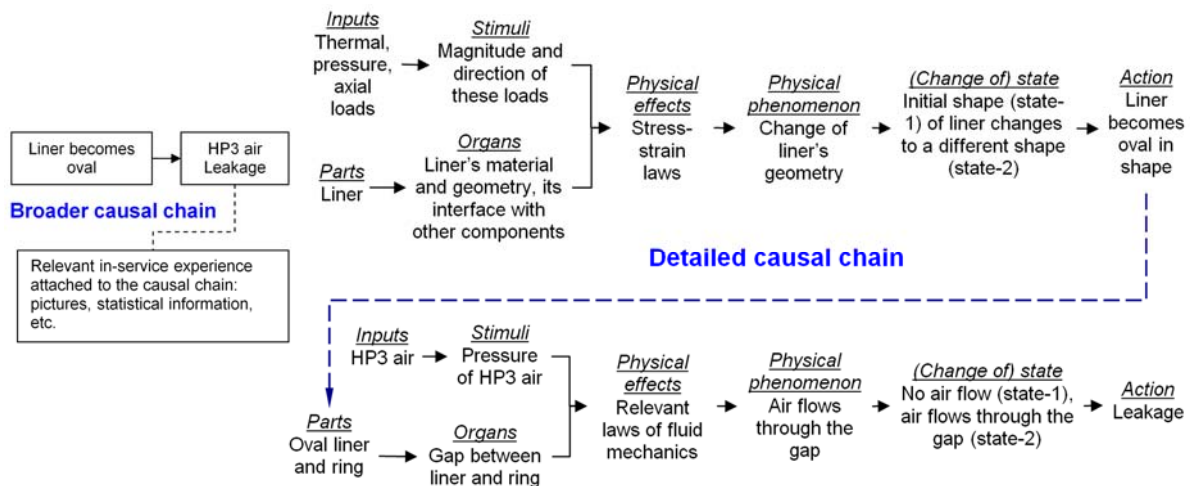 Inputs
Thermal,
pressure,
axial
loads
Stimuli
Magnitude and
direction of
these loads
Parts
Liner
Organs
Liner's material
and geometry, its
interface with
other components
Physical
effects
Stress-
strain
laws
Physical
phenomenon
Change of
liner's
geometry
(Change of) state
Initial shape (state-
1) of liner changes
to a different shape
(state-2)
Action
Liner
becomes
oval in
shape
Liner becomes
oval
HP3 air
Leakage
Broader causal chain
Relevant in-service experience
attached to the causal chain:
pictures, statistical information,
etc.
Detailed causal chain
Inputs
HP3 air
Stimuli
Pressure
of HP3 air
Parts
Oval liner
and ring
Organs
Gap between
liner and ring
Physical
effects
Relevant
laws of fluid
mechanics
Physical
phenomenon
Air flows
through the
gap
(Change of) state
No air flow (state-1),
air flows through the
gap (state-2)
Action
Leakage